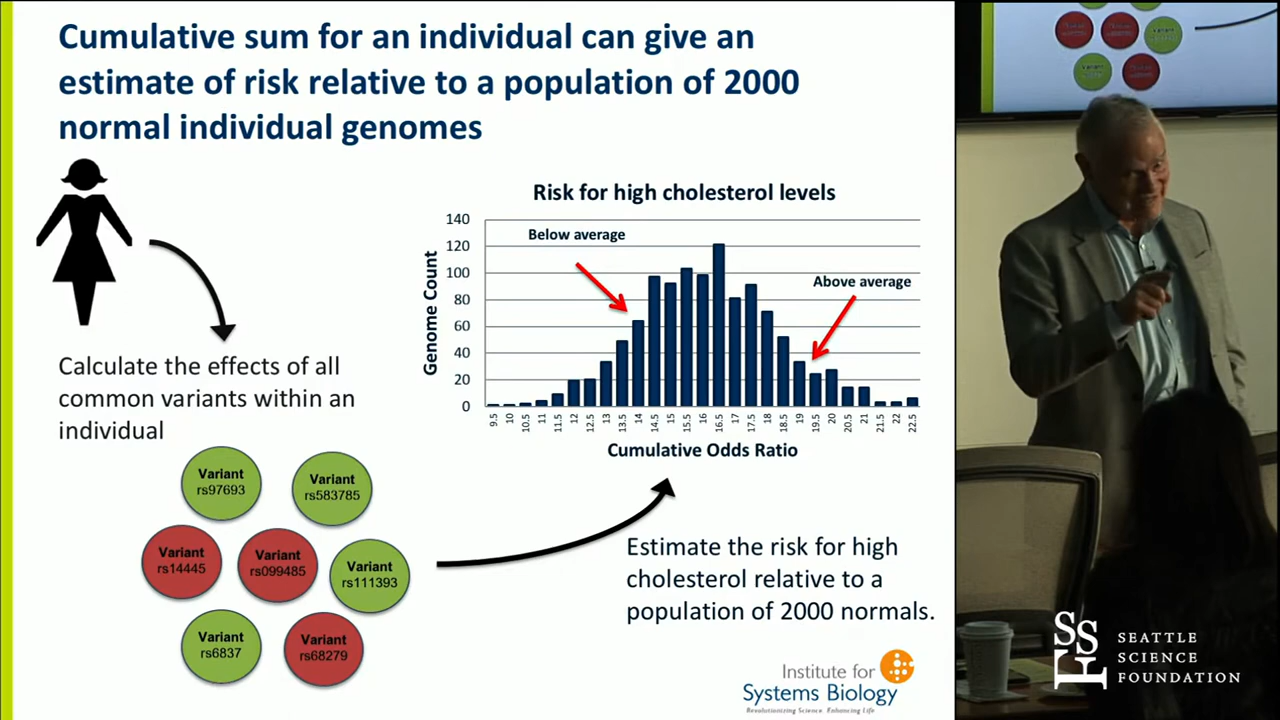 Cumulative sum for an individual can give an
estimate of risk relative to a population of 2000
normal individual genomes
Calculate the effects of all
common variants within an
individual
Variant
rs97693
Variant
rs583785
Variant
rs14445
Variant
rs099485
Variant
rs111393
Variant
rs6837
Variant
rs68279
Risk for high cholesterol levels
Genome Count
140
120
100
80
60
40
20
0
Below average
Above average
9.5 10 10.5 11 11.5 12 12.5 13 13.5 14 14.5 15 15.5 16 16.5 17 17.5 18 18.5 19 19.5 20 20.5 21 21.5 22 22.5
Cumulative Odds Ratio
Estimate the risk for high
cholesterol relative to a
population of 2000 normals.
Institute for
Systems Biology
Revolutionizing Science. Enhancing Life.
SSF
SEATTLE
SCIENCE
FOUNDATION